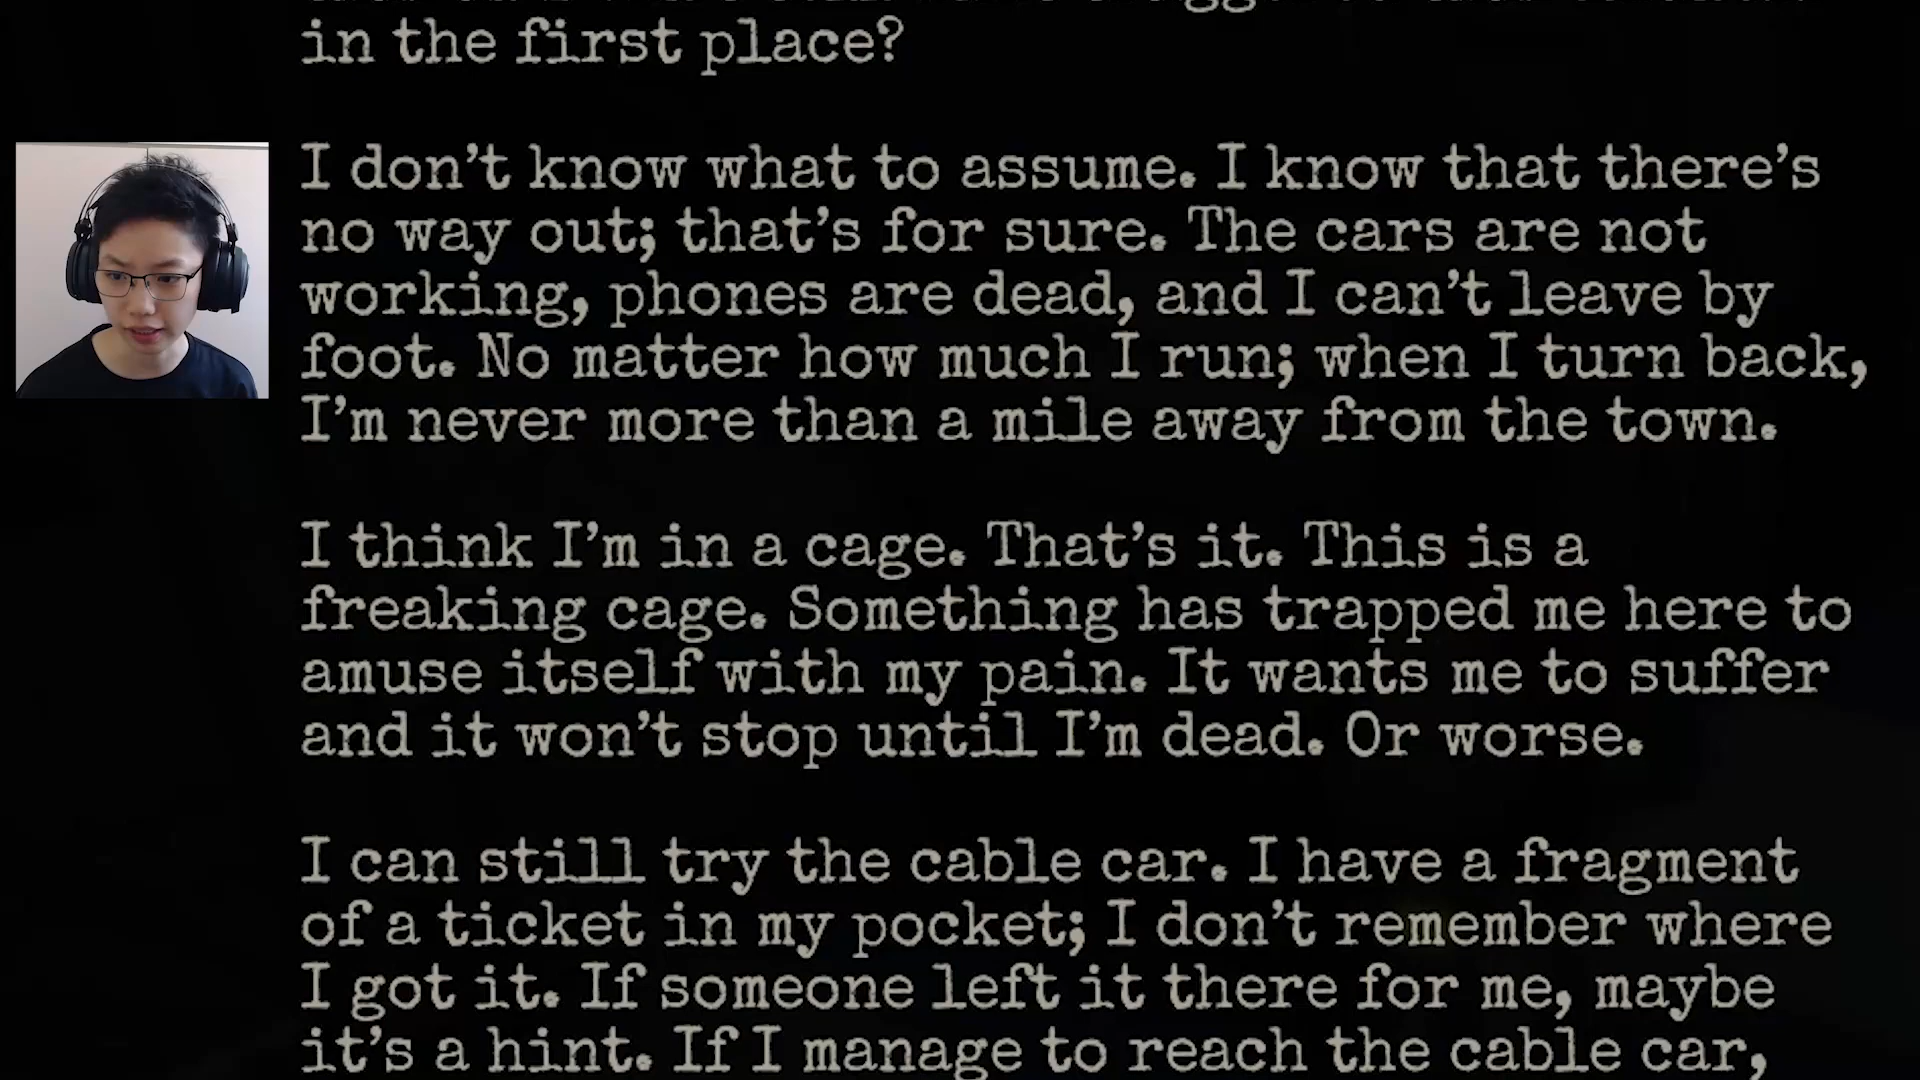 in the first place?
I don't know what to assume. I know that there's
no way out; that's for sure. The cars are not
working, phones are dead, and I can't leave by
foot. No matter how much I run; when I turn back,
I'm never more than a mile away from the town.
I think I'm in a cage. That's it. This is a
freaking cage. Something has trapped me here to
amuse itself with my pain. It wants me to suffer
and it won't stop until I'm dead. Or worse.
I can still try the cable car. I have a fragment
of a ticket in my pocket; I don't remember where
I got it. If someone left it there for me, maybe
it's a hint. If I manage to reach the cable car,